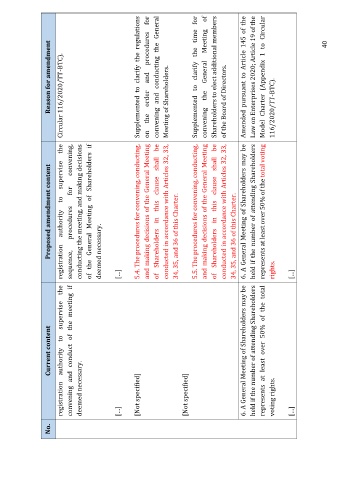 No.
Current content
Proposed amendment content
Reason for amendment
registration authority to supervise the
convening and conduct of the meeting if
deemed necessary.
[...]
[Not specified]
[Not specified]
registration authority to supervise the
sequence, procedures for convening,
conducting the meeting, and making decisions
of the General Meeting of Shareholders if
deemed necessary.
[...]
5.4. The procedures for convening, conducting,
and making decisions of the General Meeting
of Shareholders in this clause shall be
conducted in accordance with Articles 32, 33,
34, 35, and 36 of this Charter.
5.5. The procedures for convening, conducting,
and making decisions of the General Meeting
of Shareholders in this clause shall be
conducted in accordance with Articles 32, 33,
34, 35, and 36 of this Charter.
Circular 116/2020/TT-BTC).
Supplemented to clarify the regulations
on the order and procedures for
convening and conducting the General
Meeting of Shareholders.
Supplemented to clarify the time for
convening the General Meeting of
Shareholders to elect additional members
of the Board of Directors.
6. A General Meeting of Shareholders may be
held if the number of attending Shareholders
represents at least over 50% of the total
voting rights.
[...]
6. A General Meeting of Shareholders may be
held if the number of attending Shareholders
represents at least over 50% of the total voting
rights.
[...]
Amended pursuant to Article 145 of the
Law on Enterprises 2020; Article 19 of the
Model Charter (Appendix 1 to Circular
116/2020/TT-BTC).
40